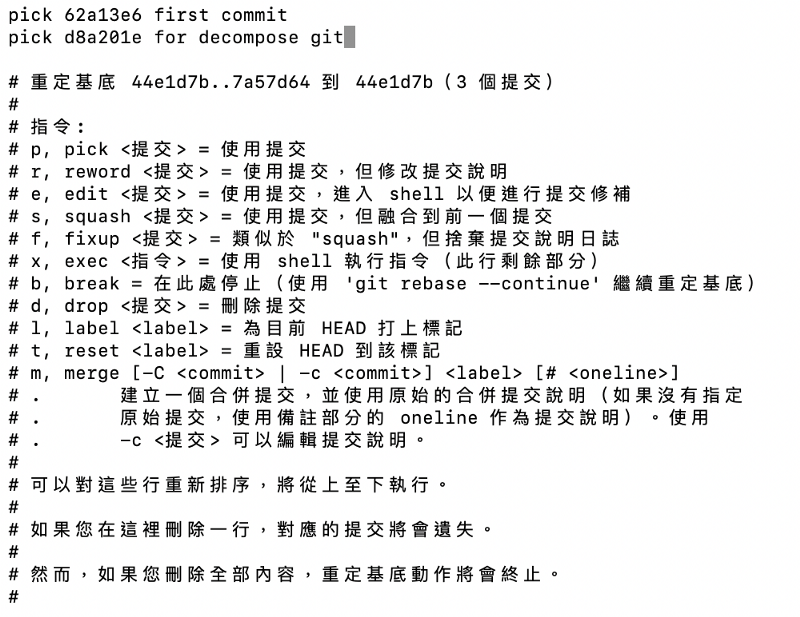 pick 62a13e6 first commit
pick d8a201e for decompose git

# 重定基底 44e1d7b..7a57d64 到 44e1d7b（3 個提交）
#
# 指令：
# p, pick <提交> = 使用提交
# r, reword <提交> = 使用提交，但修改提交說明
# e, edit <提交> = 使用提交，進入 shell 以便進行提交修補
# s, squash <提交> = 使用提交，但融合到前一個提交
# f, fixup <提交> = 類似於 "squash"，但捨棄提交說明日誌
# x, exec <指令> = 使用 shell 執行指令（此行剩餘部分）
# b, break = 在此處停止（使用 'git rebase --continue' 繼續重定基底）
# d, drop <提交> = 刪除提交
# l, label <label> = 為目前 HEAD 打上標記
# t, reset <label> = 重設 HEAD 到該標記
# m, merge [-C <commit> | -c <commit>] <label> [# <oneline>]
# .       建立一個合併提交，並使用原始的合併提交說明（如果沒有指定
# .       原始提交，使用備註部分的 oneline 作為提交說明）。使用
# .       -c <提交> 可以編輯提交說明。
#
# 可以對這些行重新排序，將從上至下執行。
#
# 如果您在這裡刪除一行，對應的提交將會遺失。
#
# 然而，如果您刪除全部內容，重定基底動作將會終止。
#